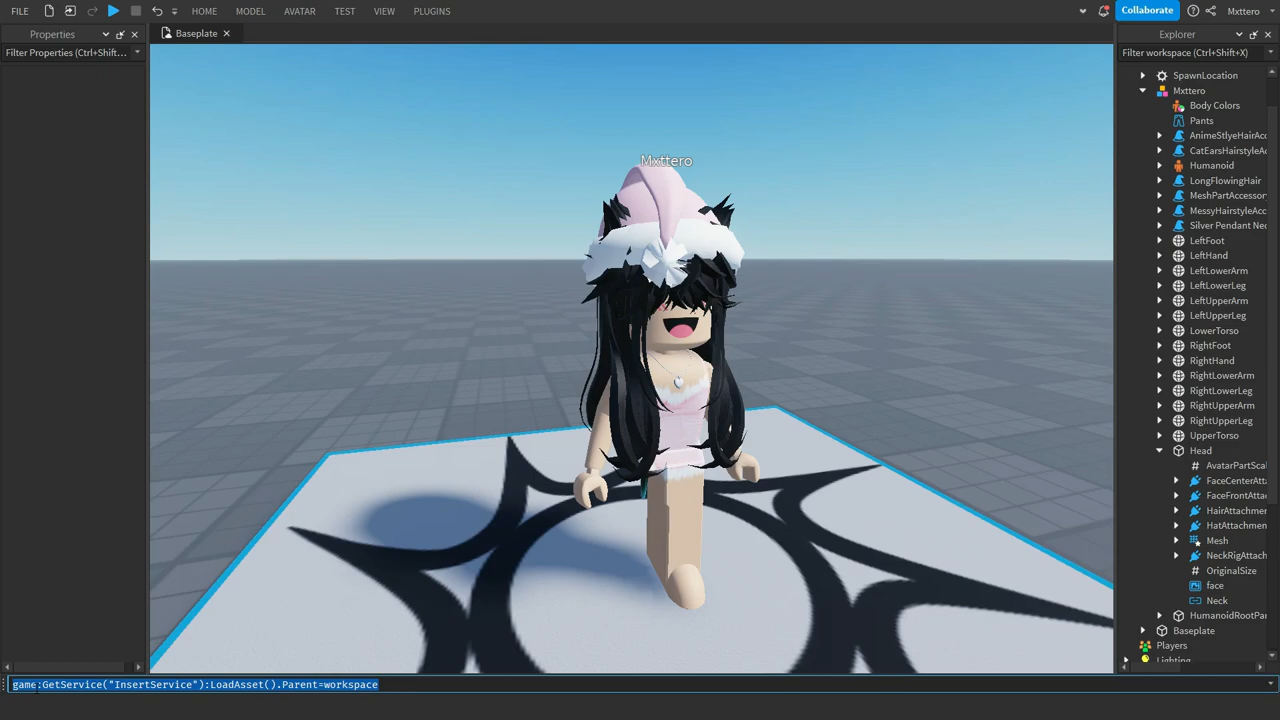 FILE HOME MODEL AVATAR TEST VIEW PLUGINS Collaborate Mxttero
Properties
Filter Properties (Ctrl+Shift...
Baseplate
Mxttero
Explorer
Filter workspace (Ctrl+Shift+X)
SpawnLocation
Mxttero
Body Colors
Pants
AnimeStlyeHairAcc
CatEarsHairstyleAc
Humanoid
LongFlowingHair
MeshPartAccessor
MessyHairstyleAcc
Silver Pendant Nec
LeftFoot
LeftHand
LeftLowerArm
LeftLowerLeg
LeftUpperArm
LeftUpperLeg
LowerTorso
RightFoot
RightHand
RightLowerArm
RightLowerLeg
RightUpperArm
RightUpperLeg
UpperTorso
Head
AvatarPartScal
FaceCenterAtta
FaceFrontAttac
HairAttachmen
HatAttachmen
Mesh
NeckRigAttach
OriginalSize
face
Neck
HumanoidRootPar
Baseplate
Players
Lighting
game:GetService("InsertService"):LoadAsset().Parent=workspace